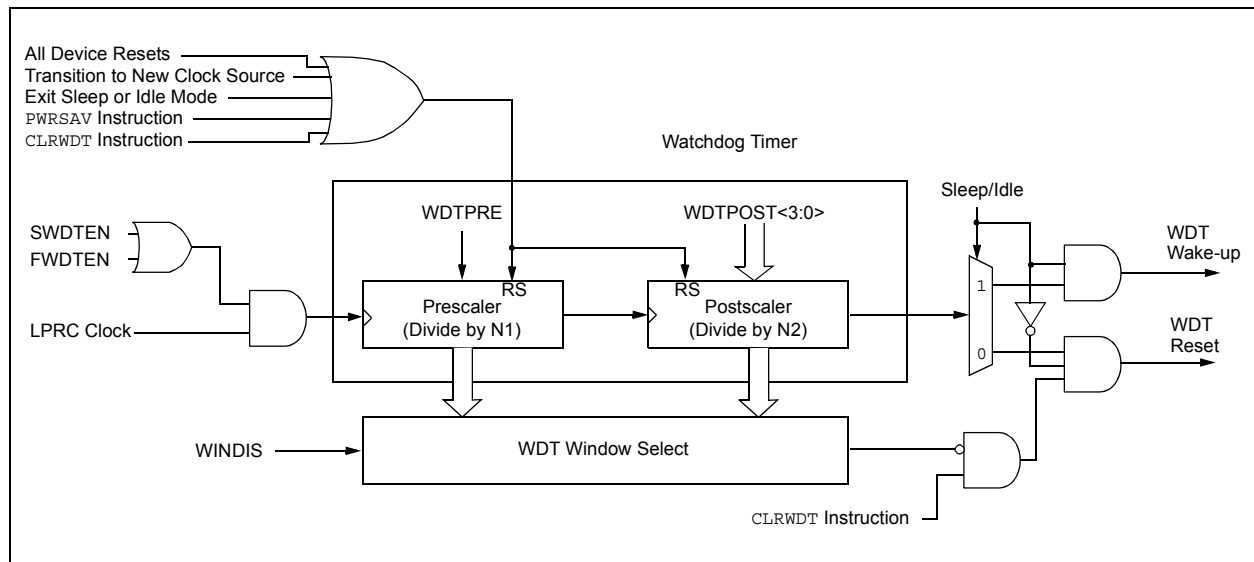 All Device Resets
Transition to New Clock Source
Exit Sleep or Idle Mode
PWRSAV Instruction
CLRWDT Instruction
Watchdog Timer
Sleep/Idle
WDTPRE
WDTPOST<3:0>
SWDTEN
FWDTEN
WDT
Wake-up
RS
RS
1
Prescaler
(Divide by N1)
Postscaler
(Divide by N2)
LPRC Clock
WDT
Reset
0
WINDIS
WDT Window Select
CLRWDT Instruction